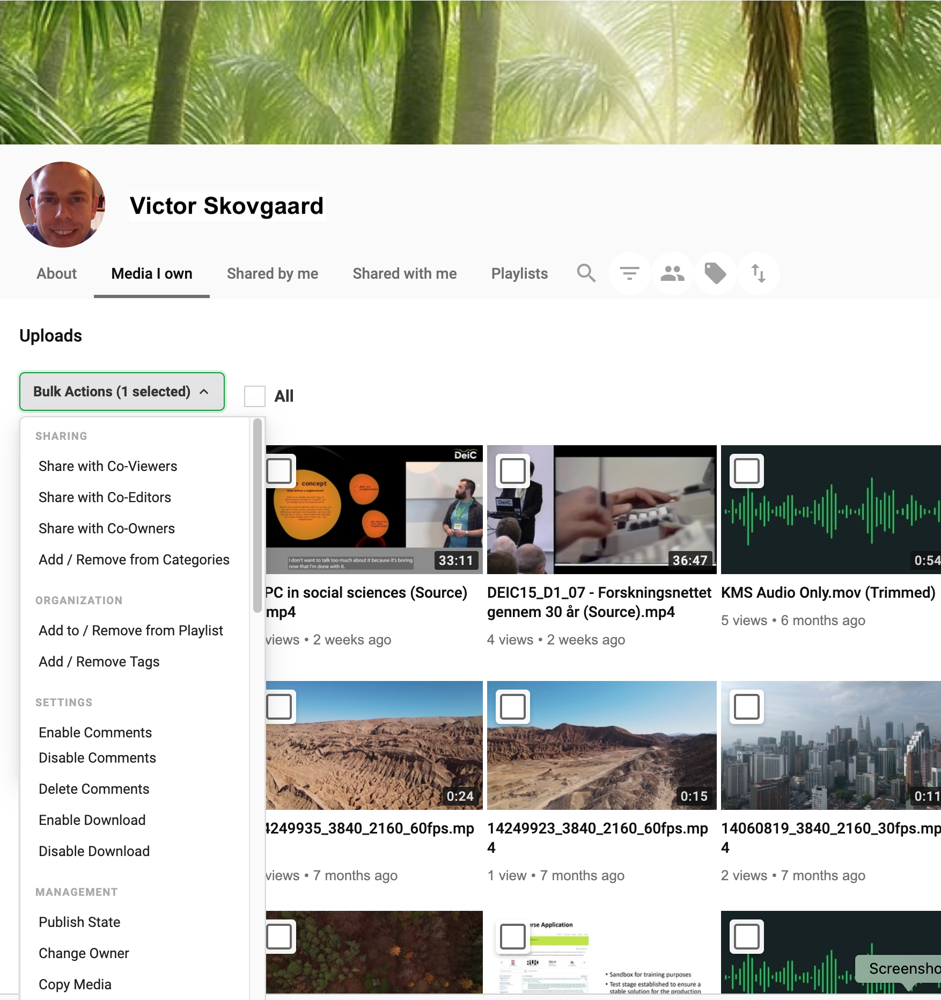 Victor Skovgaard
About
Media I own
Shared by me
Shared with me
Playlists
Uploads
Bulk Actions (1 selected)
All
SHARING
Share with Co-Viewers
Share with Co-Editors
Share with Co-Owners
Add / Remove from Categories
ORGANIZATION
Add to / Remove from Playlist
Add / Remove Tags
SETTINGS
Enable Comments
Disable Comments
Delete Comments
Enable Download
Disable Download
MANAGEMENT
Publish State
Change Owner
Copy Media
DeiC
concept
What defines a neighborhood?
I don't want to talk too much about it because it's boring
now that I'm done with it.
33:11
PC in social sciences (Source)
mp4
views • 2 weeks ago
DeiC
36:47
DEIC15_D1_07 - Forskningsnettet
gennem 30 år (Source).mp4
4 views • 2 weeks ago
0:54
KMS Audio Only.mov (Trimmed)
5 views • 6 months ago
0:24
4249935_3840_2160_60fps.mp
views • 7 months ago
0:15
14249923_3840_2160_60fps.mp
4
1 view • 7 months ago
0:11
14060819_3840_2160_30fps.mp
4
2 views • 7 months ago
erse Application
RUC
• Sandbox for training purposes
• Test stage established to ensure a
stable solution for the production
Screensho